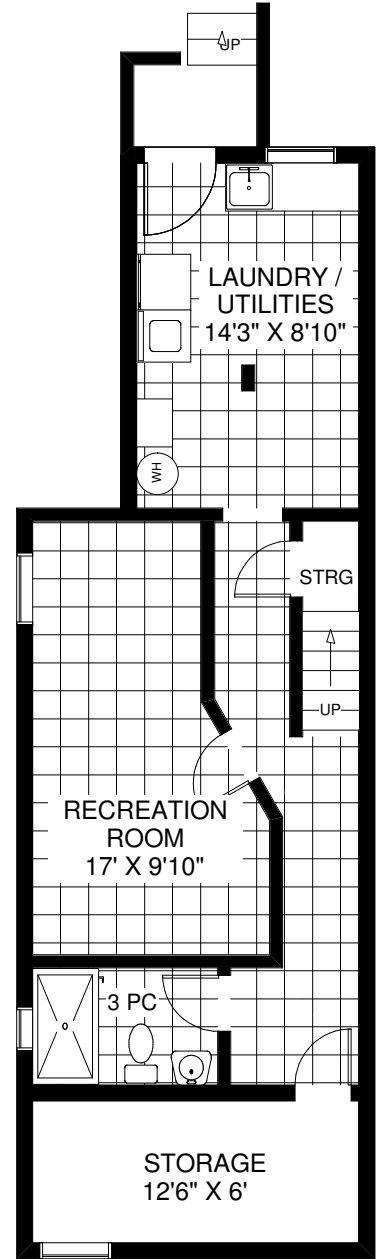 UP
LAUNDRY /
UTILITIES
14'3" X 8'10"
WH
STRG
UP
RECREATION
ROOM
17' X 9'10"
3 PC
STORAGE
12'6" X 6'